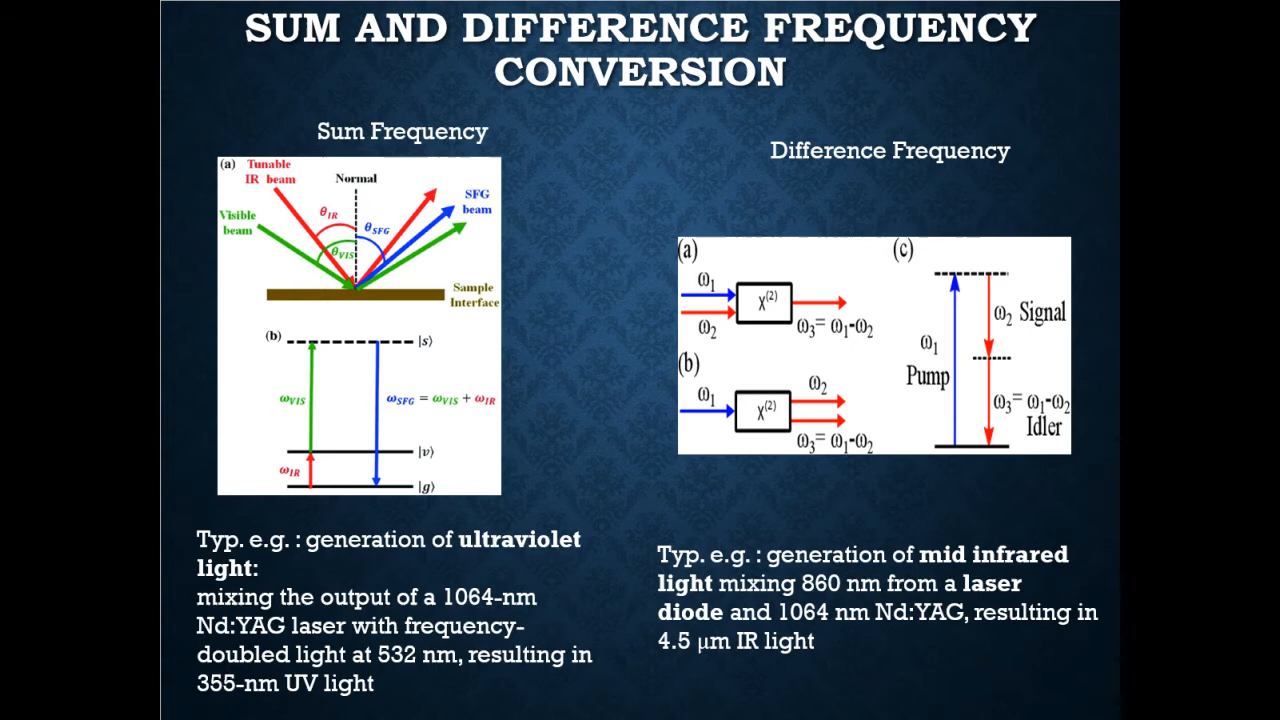 SUM AND DIFFERENCE FREQUENCY
CONVERSION
Sum Frequency
(a) Tunable
IR beam
Normal
SFG
beam
Visible
beam
θIR
θSFG
θVIS
Sample
Interface
(b)
|s⟩
ωVIS
ωSFG = ωVIS + ωIR
|v⟩
ωIR
|g⟩
Typ. e.g. : generation of ultraviolet
light:
mixing the output of a 1064-nm
Nd:YAG laser with frequency-
doubled light at 532 nm, resulting in
355-nm UV light
Difference Frequency
(a)
ω1
ω2
χ(2)
ω3= ω1-ω2
(b)
ω1
χ(2)
ω2
ω3= ω1-ω2
(c)
ω1
Pump
ω2 Signal
ω3= ω1-ω2
Idler
Typ. e.g. : generation of mid infrared
light mixing 860 nm from a laser
diode and 1064 nm Nd:YAG, resulting in
4.5 μm IR light